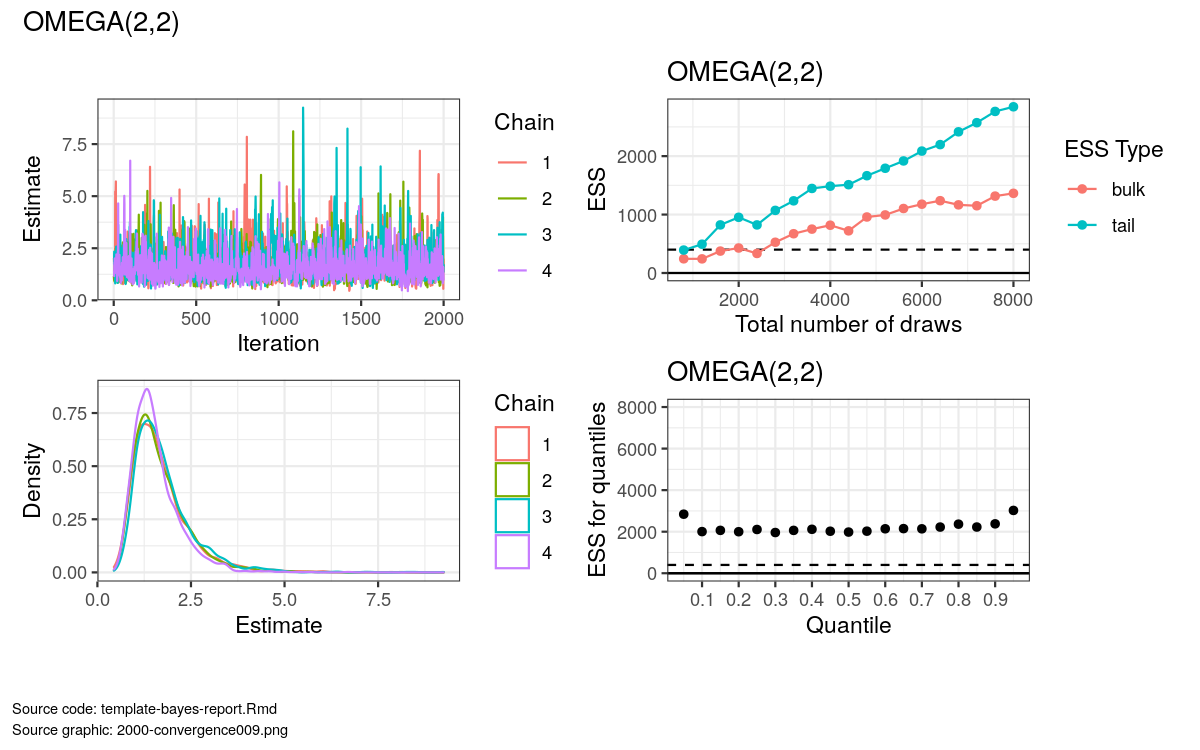 OMEGA(2,2)
Estimate
7.5
5.0
2.5
0.0
0 500 1000 1500 2000
Iteration
Chain
1
2
3
4
OMEGA(2,2)
ESS
2000
1000
0
2000 4000 6000 8000
Total number of draws
ESS Type
bulk
tail
Density
0.75
0.50
0.25
0.00
0.0 2.5 5.0 7.5
Estimate
Chain
1
2
3
4
OMEGA(2,2)
ESS for quantiles
8000
6000
4000
2000
0
0.1 0.2 0.3 0.4 0.5 0.6 0.7 0.8 0.9
Quantile
Source code: template-bayes-report.Rmd
Source graphic: 2000-convergence009.png